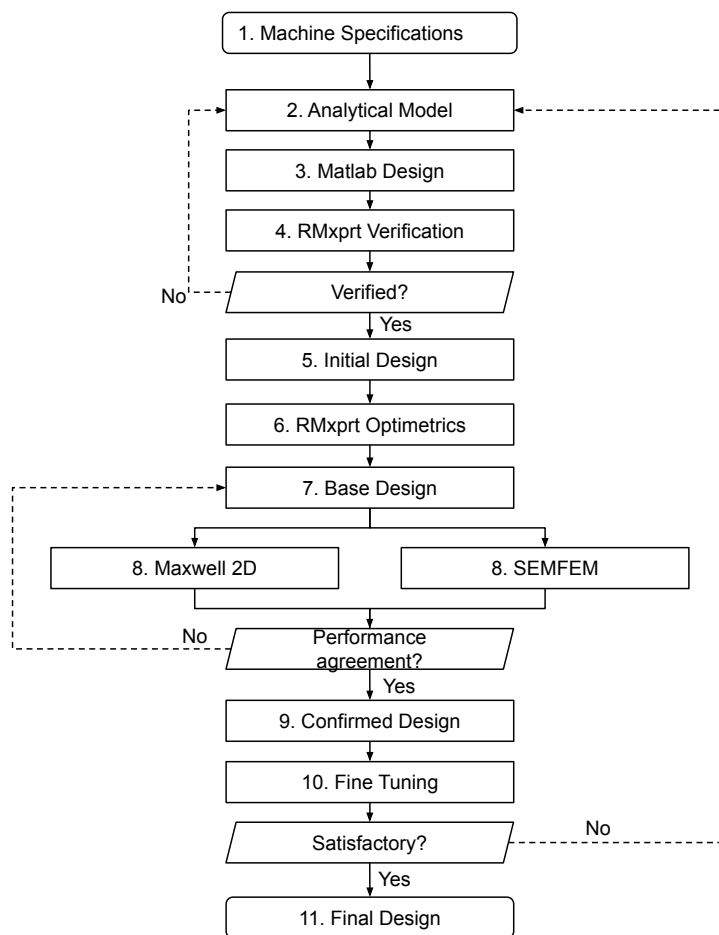 1. Machine Specifications
2. Analytical Model
3. Matlab Design
4. RMxprt Verification
Verified?
No
Yes
5. Initial Design
6. RMxprt Optimetrics
7. Base Design
8. Maxwell 2D
8. SEMFEM
No
Performance
agreement?
Yes
9. Confirmed Design
10. Fine Tuning
Satisfactory?
No
Yes
11. Final Design